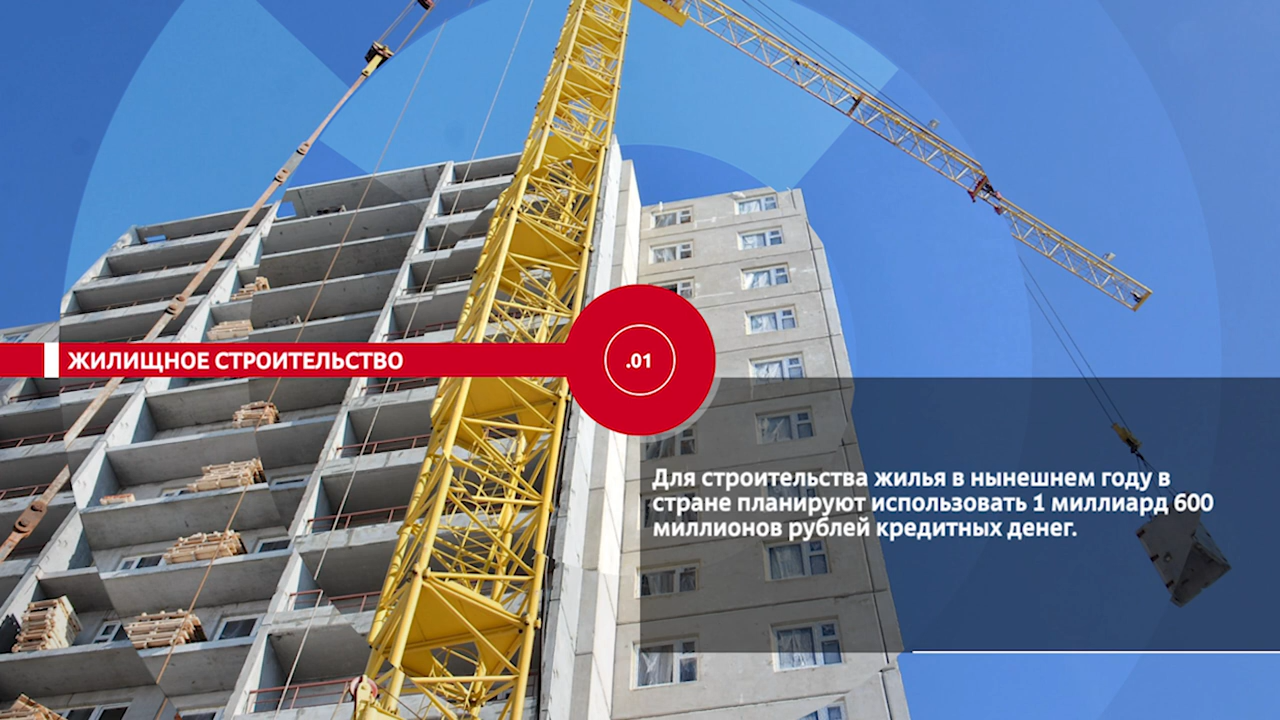 ЖИЛИЩНОЕ СТРОИТЕЛЬСТВО
.01
Для строительства жилья в нынешнем году в
стране планируют использовать 1 миллиард 600
миллионов рублей кредитных денег.